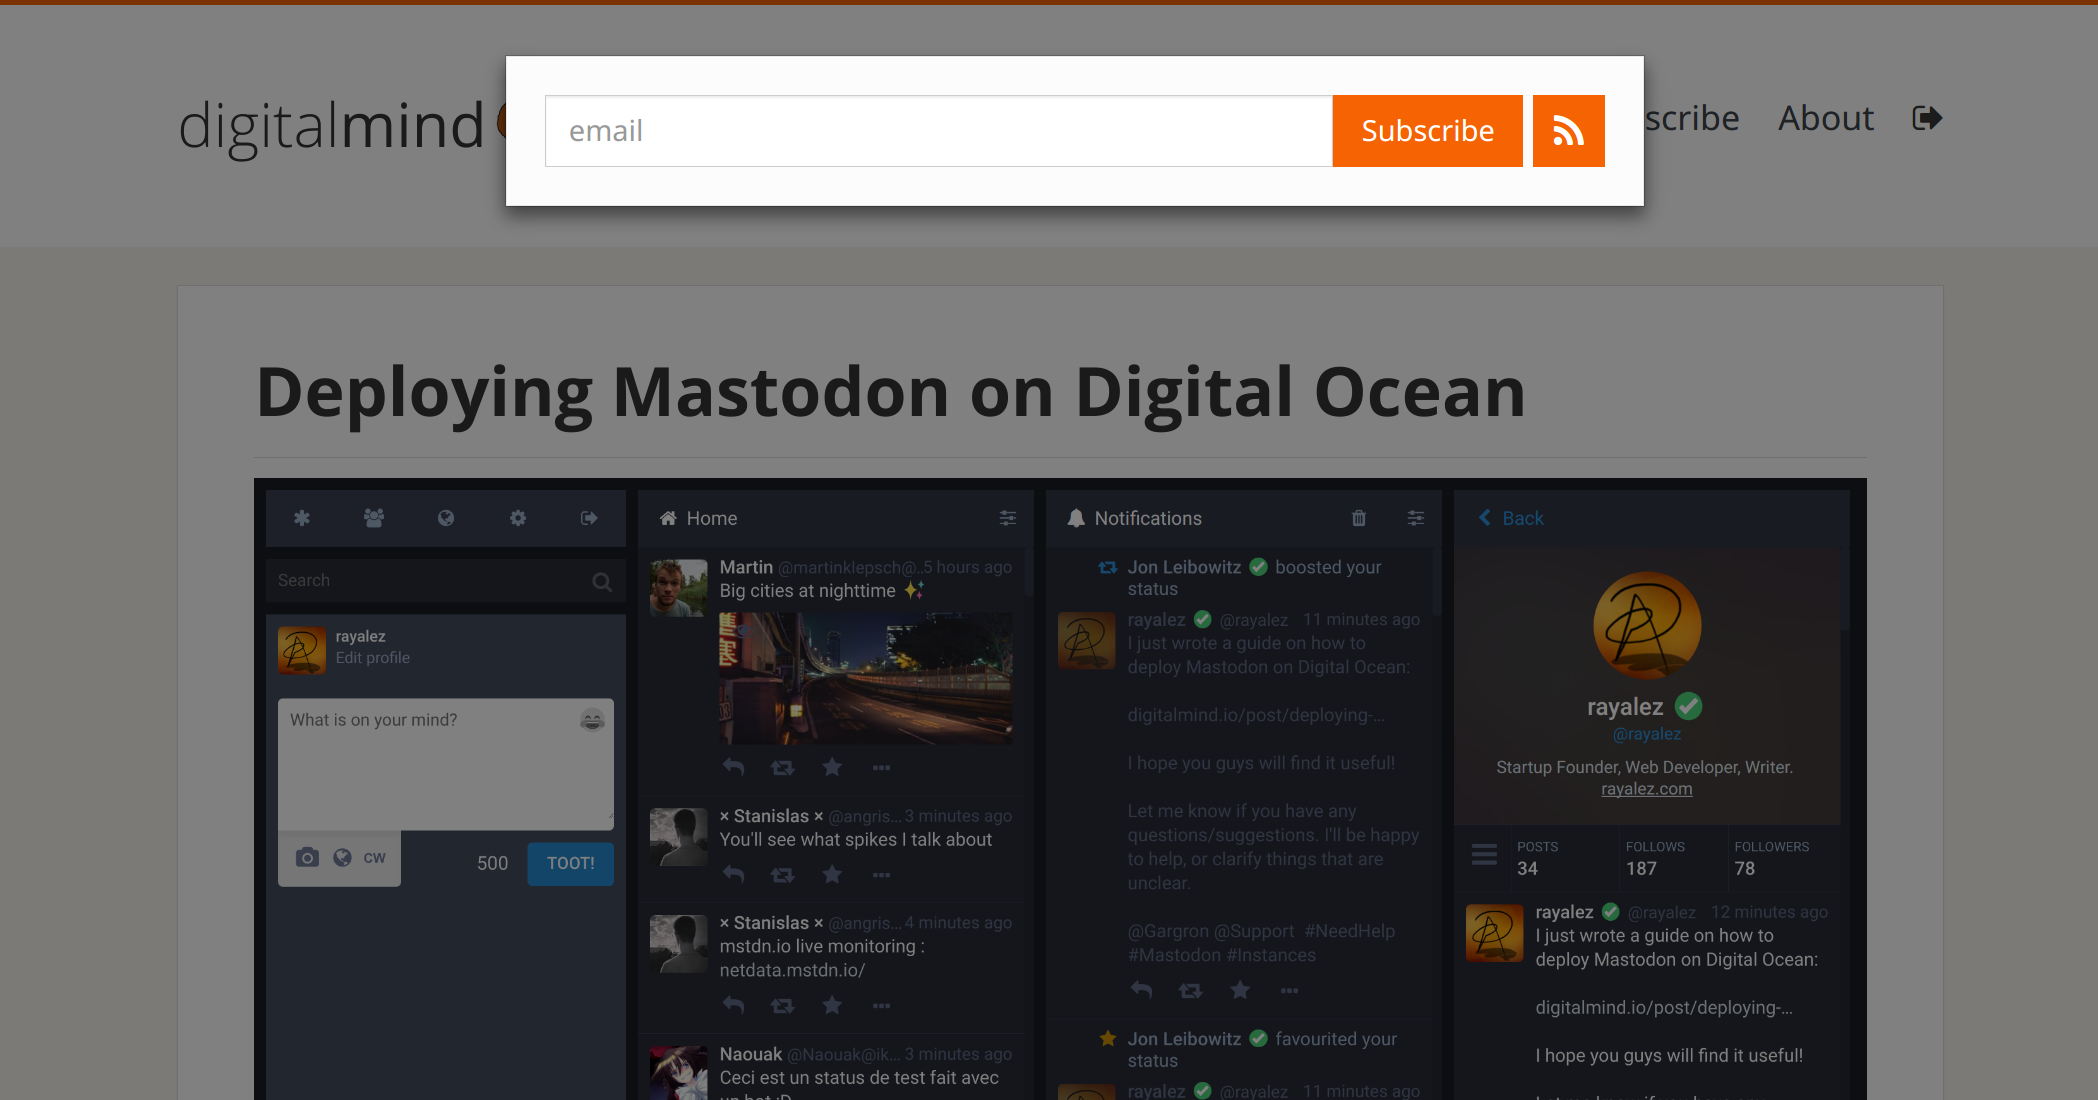 digitalmind
email
Subscribe
scribe
About
Deploying Mastodon on Digital Ocean
Search
rayalez
Edit profile
What is on your mind?
CW
500
TOOT!
Home
Martin @martinklepsch@... 5 hours ago
Big cities at nighttime ✨
× Stanislas × @angris... 3 minutes ago
You'll see what spikes I talk about
× Stanislas × @angris... 4 minutes ago
mstdn.io live monitoring :
netdata.mstdn.io/
Naouak @Naouak@ik... 3 minutes ago
Ceci est un status de test fait avec
un bot :D
Notifications
Jon Leibowitz ✅ boosted your
status
rayalez ✅ @rayalez 11 minutes ago
I just wrote a guide on how to
deploy Mastodon on Digital Ocean:
digitalmind.io/post/deploying-...
I hope you guys will find it useful!
Let me know if you have any
questions/suggestions. I'll be happy
to help, or clarify things that are
unclear.
@Gargron @Support #NeedHelp
#Mastodon #Instances
Jon Leibowitz ✅ favourited your
status
rayalez ✅ @rayalez 11 minutes ago
Back
rayalez ✅
@rayalez
Startup Founder, Web Developer, Writer.
rayalez.com
POSTS
34
FOLLOWS
187
FOLLOWERS
78
rayalez ✅ @rayalez 12 minutes ago
I just wrote a guide on how to
deploy Mastodon on Digital Ocean:
digitalmind.io/post/deploying-...
I hope you guys will find it useful!